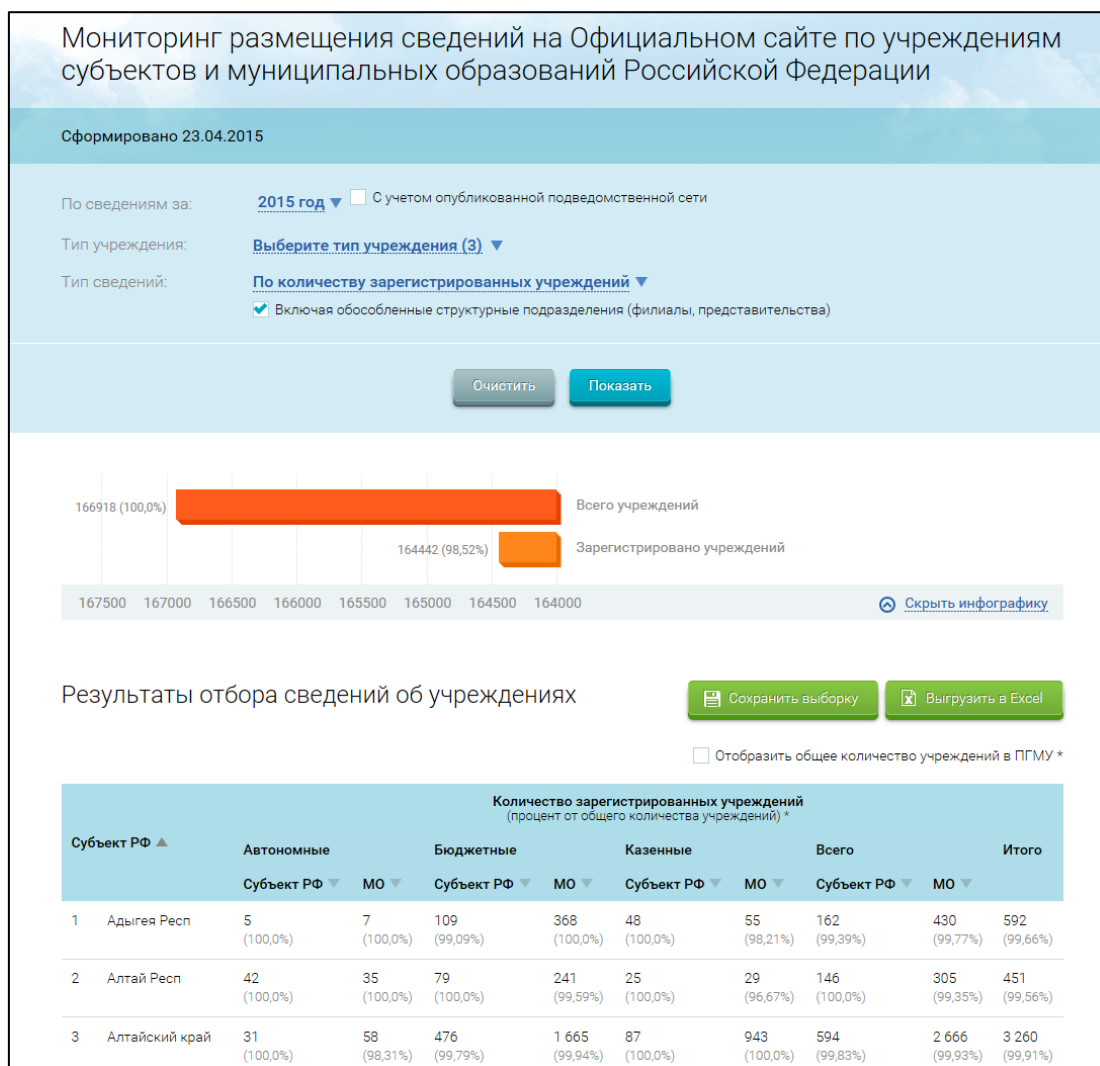 Мониторинг размещения сведений на Официальном сайте по учреждениям
субъектов и муниципальных образований Российской Федерации
Сформировано 23.04.2015
По сведениям за: 2015 год С учетом опубликованной подведомственной сети
Тип учреждения: Выберите тип учреждения (3)
Тип сведений: По количеству зарегистрированных учреждений
Включая обособленные структурные подразделения (филиалы, представительства)
Очистить Показать
166918 (100,0%) Всего учреждений
164442 (98,52%) Зарегистрировано учреждений
167500 167000 166500 166000 165500 165000 164500 164000 Скрыть инфографику
Результаты отбора сведений об учреждениях Сохранить выборку Выгрузить в Excel
Отобразить общее количество учреждений в ПГМУ *
Количество зарегистрированных учреждений
(процент от общего количества учреждений) *
Субъект РФ Автономные Бюджетные Казенные Всего Итого
Субъект РФ МО Субъект РФ МО Субъект РФ МО Субъект РФ МО
1 Адыгея Респ 5 7 109 368 48 55 162 430 592
(100,0%) (100,0%) (99,09%) (100,0%) (100,0%) (98,21%) (99,39%) (99,77%) (99,66%)
2 Алтай Респ 42 35 79 241 25 29 146 305 451
(100,0%) (100,0%) (100,0%) (99,59%) (100,0%) (96,67%) (100,0%) (99,35%) (99,56%)
3 Алтайский край 31 58 476 1 665 87 943 594 2 666 3 260
(100,0%) (98,31%) (99,79%) (99,94%) (100,0%) (100,0%) (99,83%) (99,93%) (99,91%)